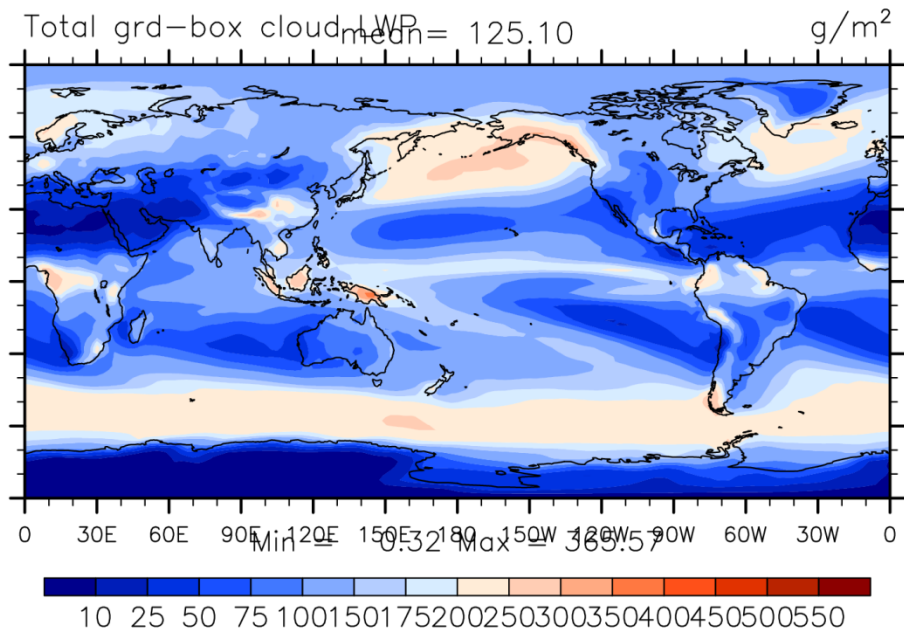 Total grd-box cloud LWP mean= 125.10 g/m²
0 30E 60E 90E 120E 150E 180 150W 120W 90W 60W 30W 0
Min = 0.32 Max = 365.57
10 25 50 75 100 150 175 200 250 300 350 400 450 500 550